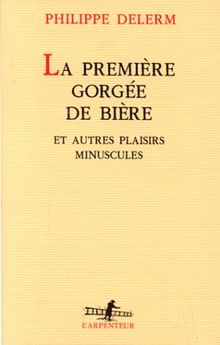 PHILIPPE DELERM
LA PREMIÈRE
GORGÉE
DE BIÈRE
ET AUTRES PLAISIRS
MINUSCULES
L'ARPENTEUR